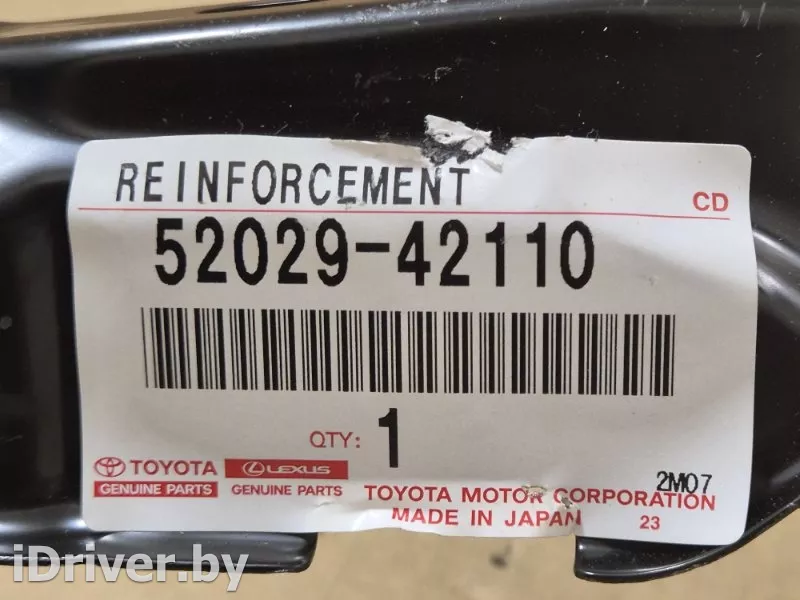 REINFORCEMENT
CD
52029-42110
QTY: 1
TOYOTA LEXUS
GENUINE PARTS GENUINE PARTS
2M07
TOYOTA MOTOR CORPORATION
MADE IN JAPAN 23
iDriver.by